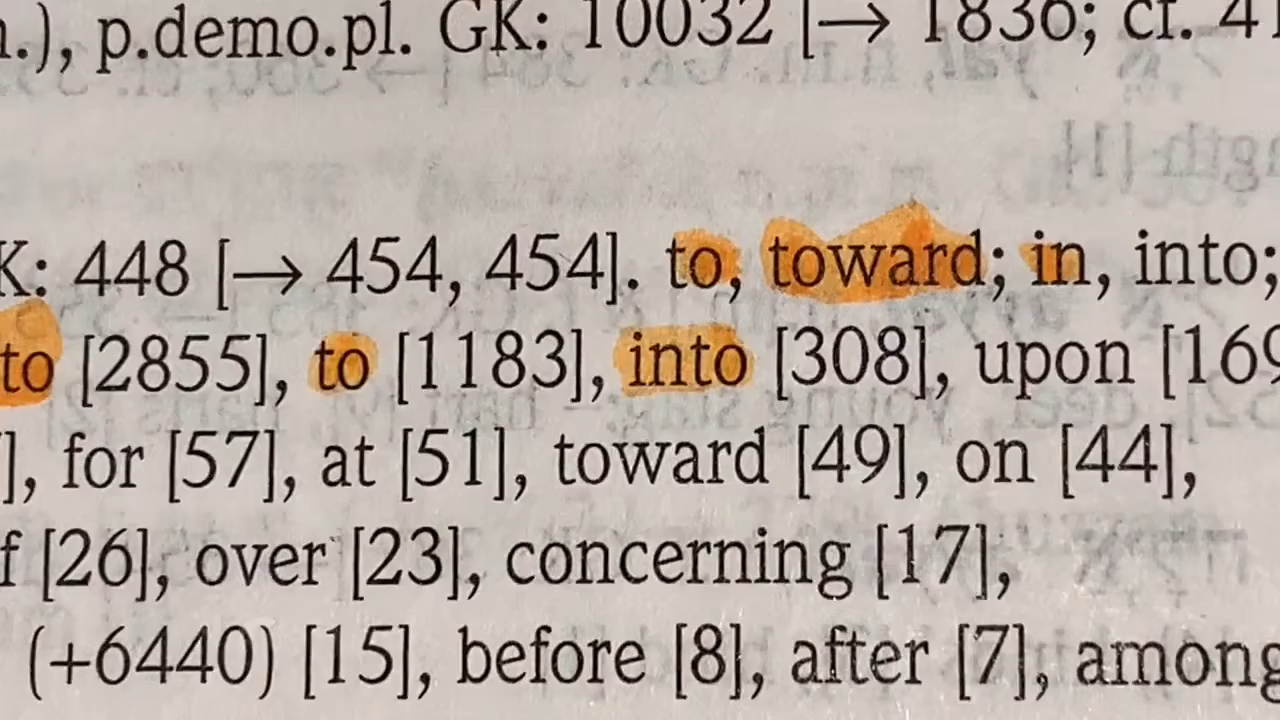 .), p.demo.pl. GK: 10032 [→ 1836; cf. 41
K: 448 [→ 454, 454]. to, toward; in, into;
to [2855], to [1183], into [308], upon [169
], for [57], at [51], toward [49], on [44],
f [26], over [23], concerning [17],
(+6440) [15], before [8], after [7], among